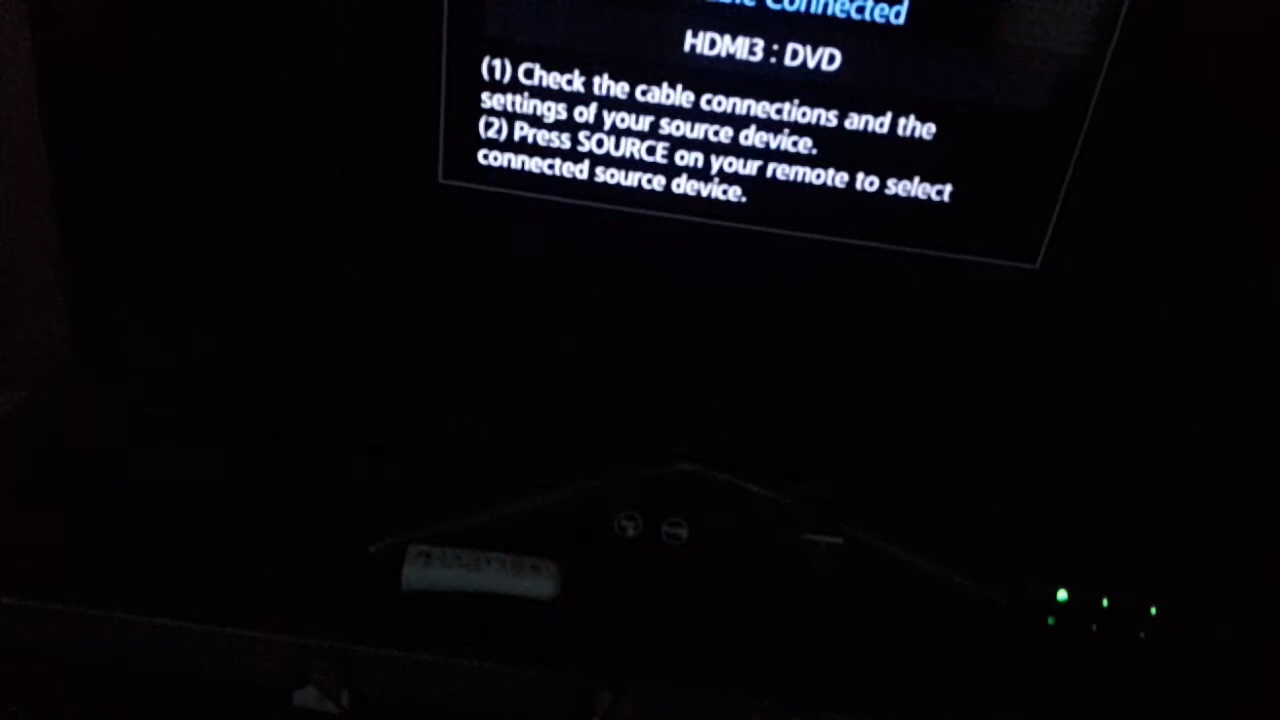 Connected
HDMI3 : DVD
(1) Check the cable connections and the
settings of your source device.
(2) Press SOURCE on your remote to select
connected source device.